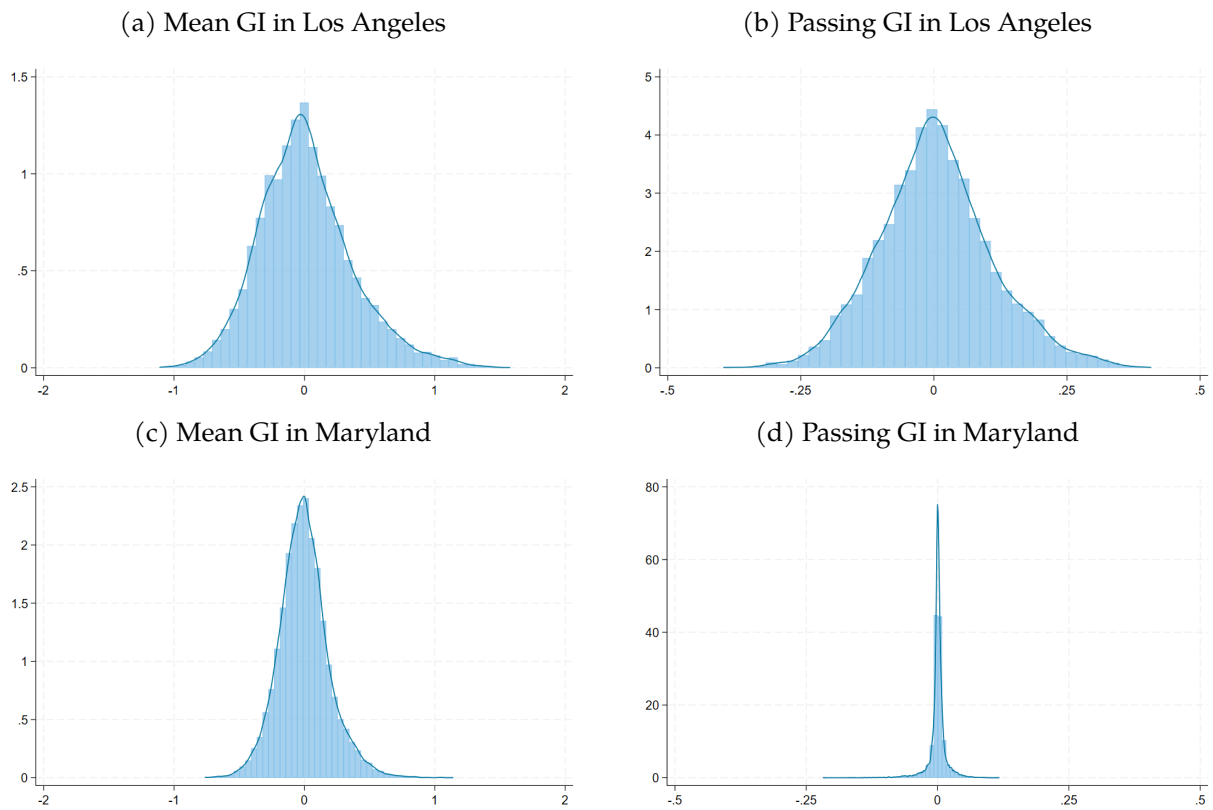 (a) Mean GI in Los Angeles
(b) Passing GI in Los Angeles
1.5
1
.5
0
-2 -1 0 1 2
5
4
3
2
1
0
-.5 -.25 0 .25 .5
(c) Mean GI in Maryland
(d) Passing GI in Maryland
2.5
2
1.5
1
.5
0
-2 -1 0 1 2
80
60
40
20
0
-.5 -.25 0 .25 .5